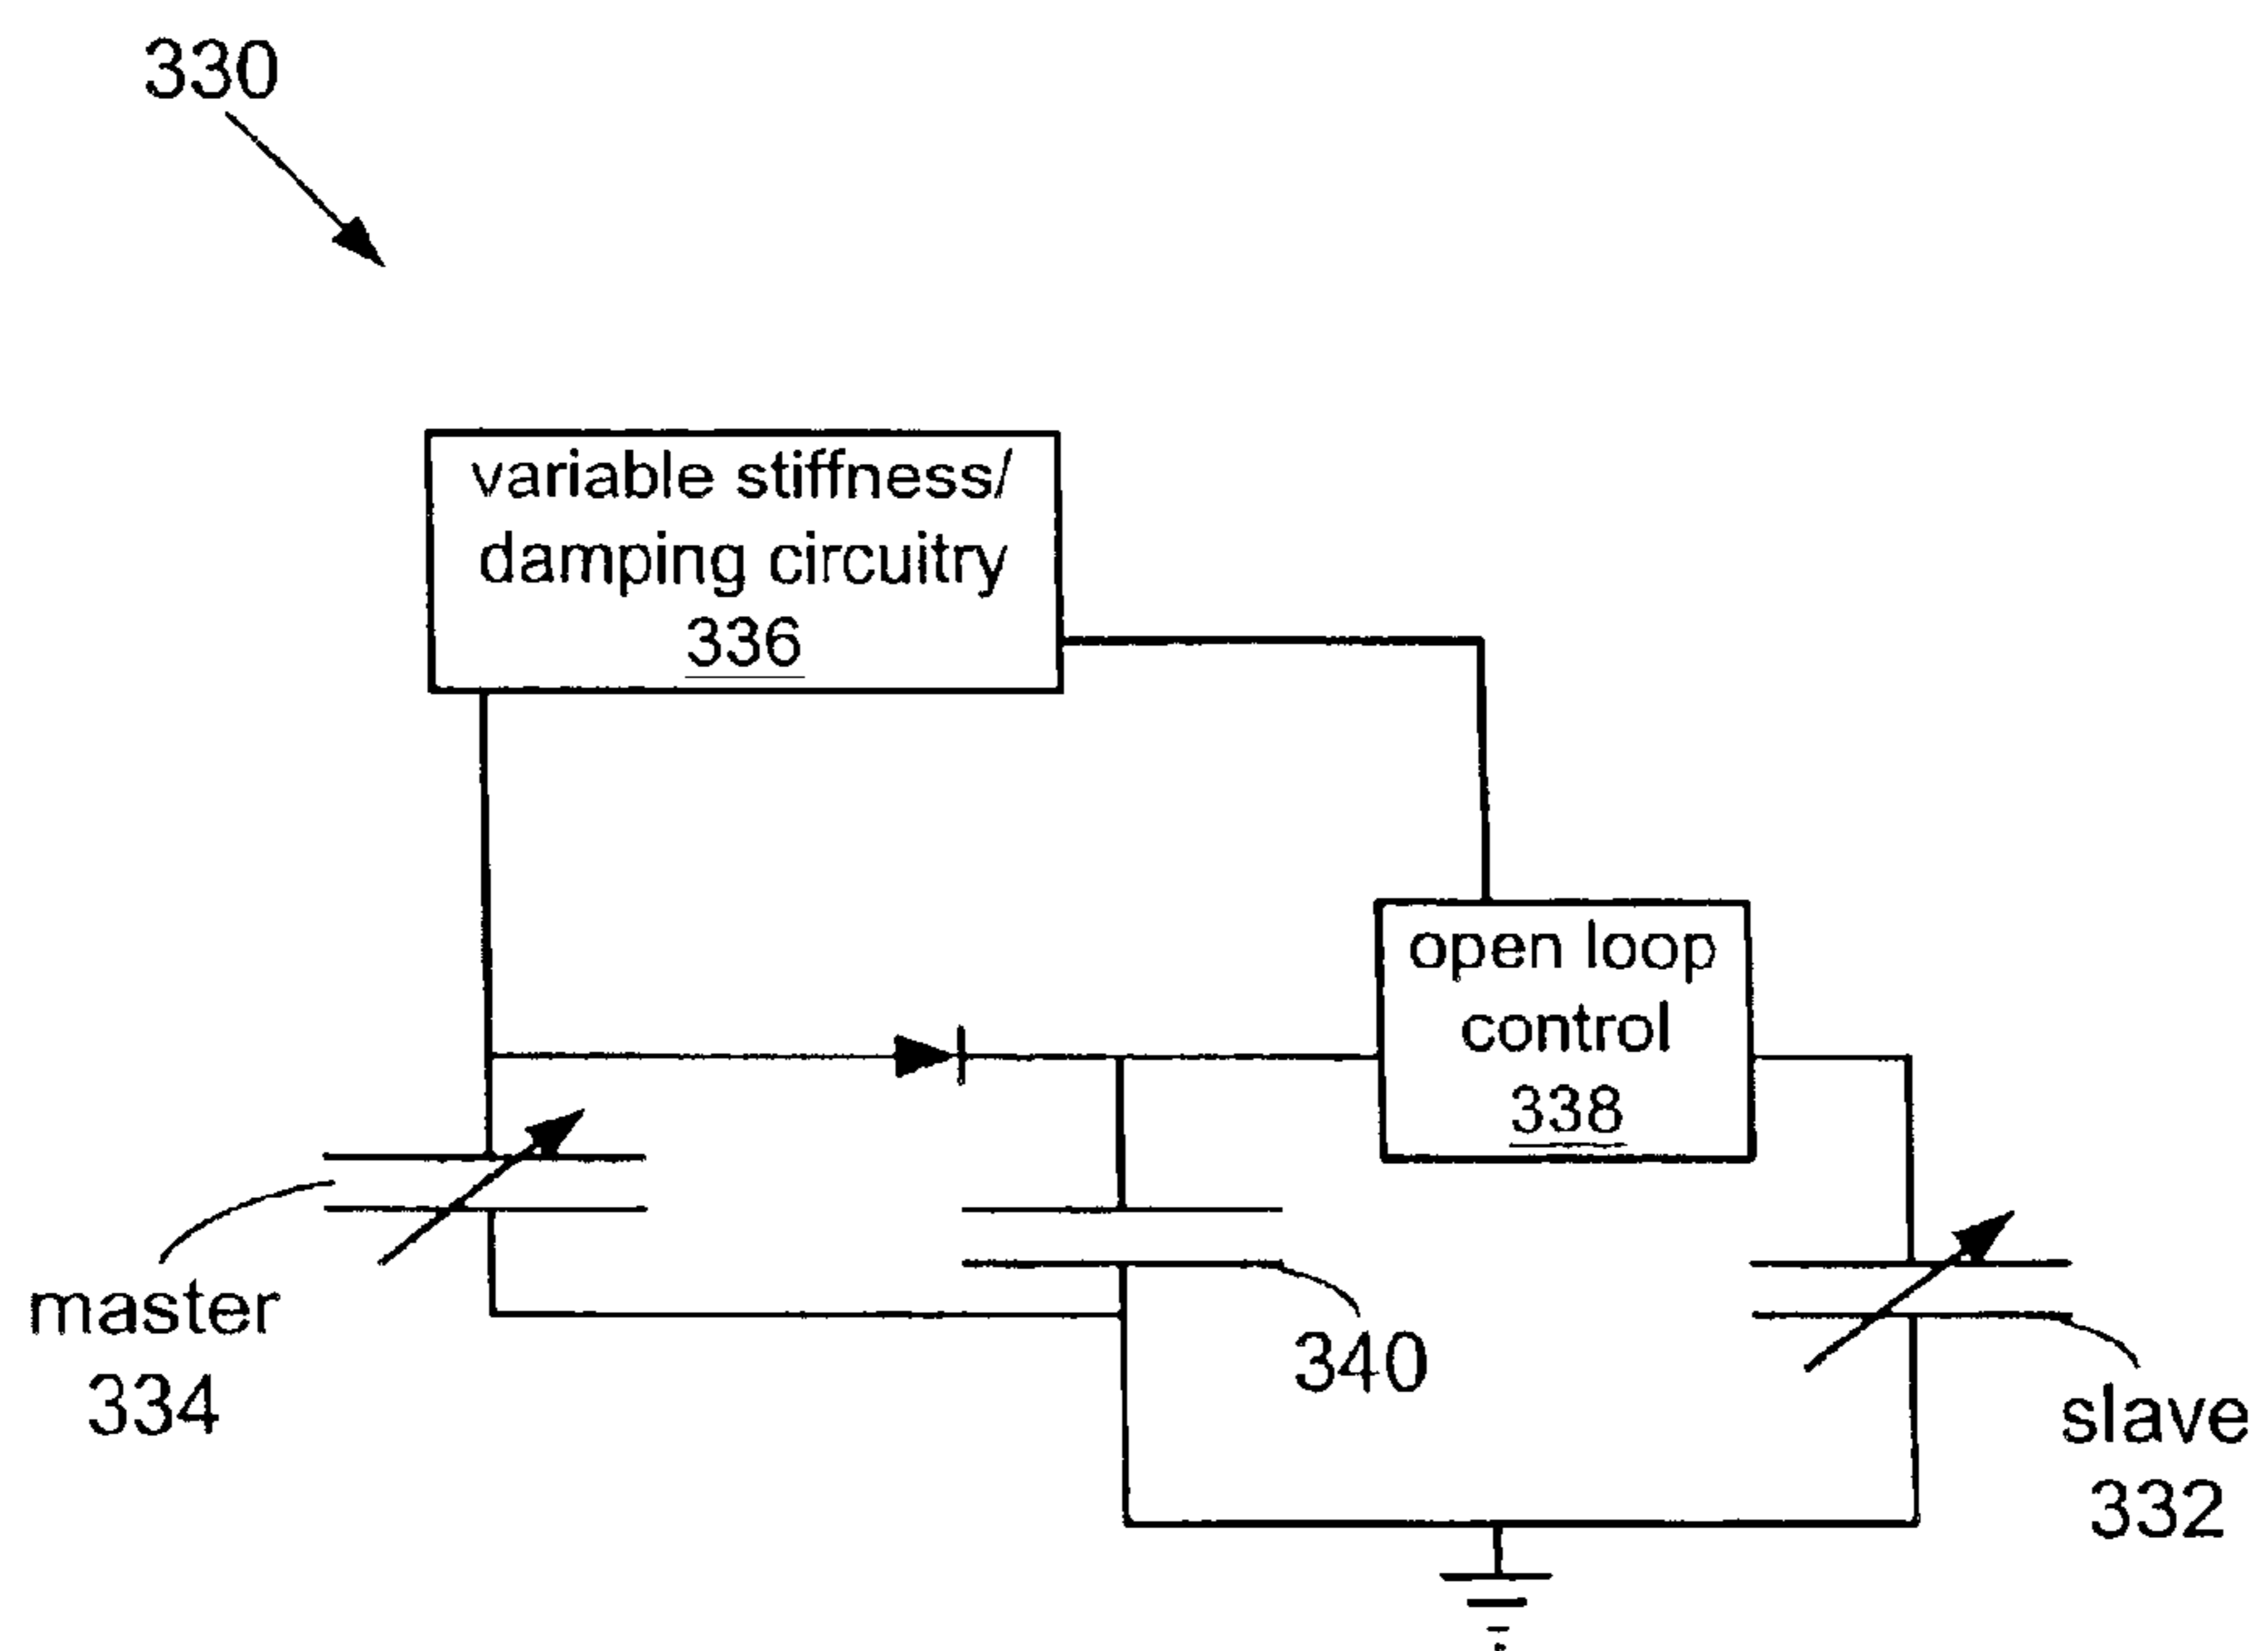 330
variable stiffness/
damping circuitry
336
open loop
control
338
master
334
340
slave
332